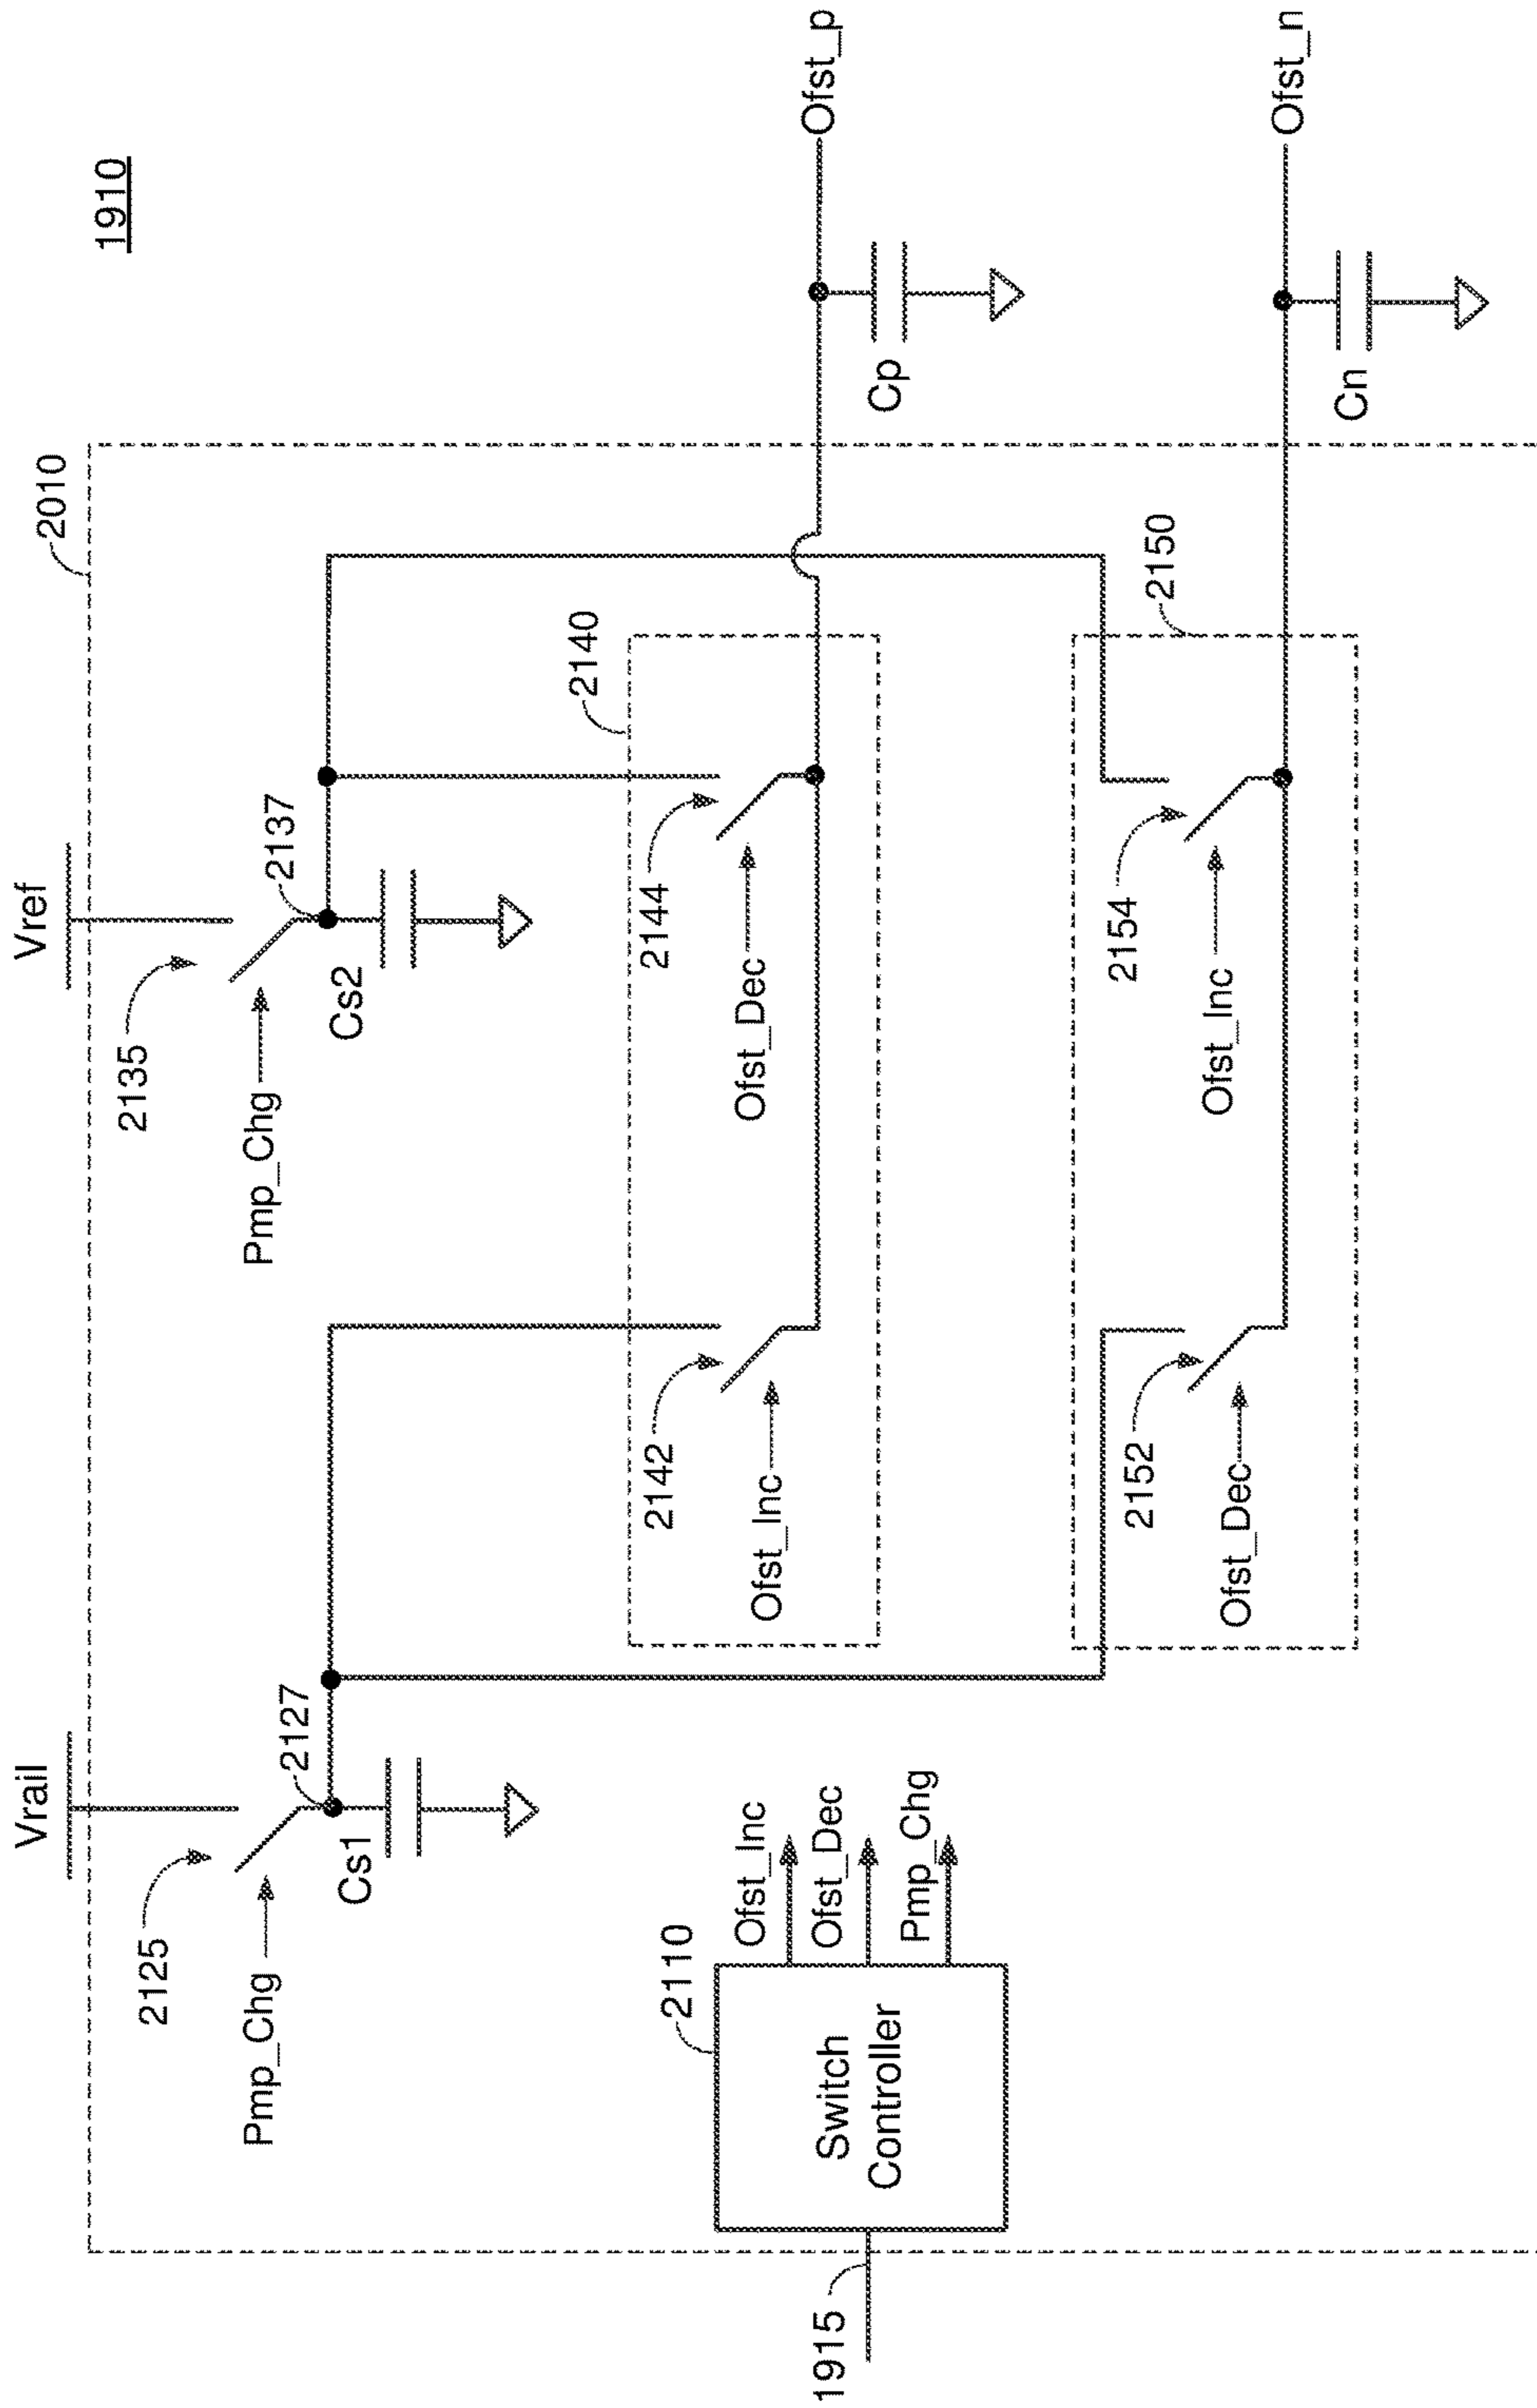 1910
Vrail
Vref
2010
2125
2135
Pmp_Chg
2127
Pmp_Chg
2137
Cs1
Cs2
2140
2110
2142
2144
Ofst_Inc
Ofst_Dec
Ofst_p
Cp
Switch
Controller
Ofst_Inc
Ofst_Dec
Pmp_Chg
1915
2150
2152
2154
Ofst_Dec
Ofst_Inc
Ofst_n
Cn